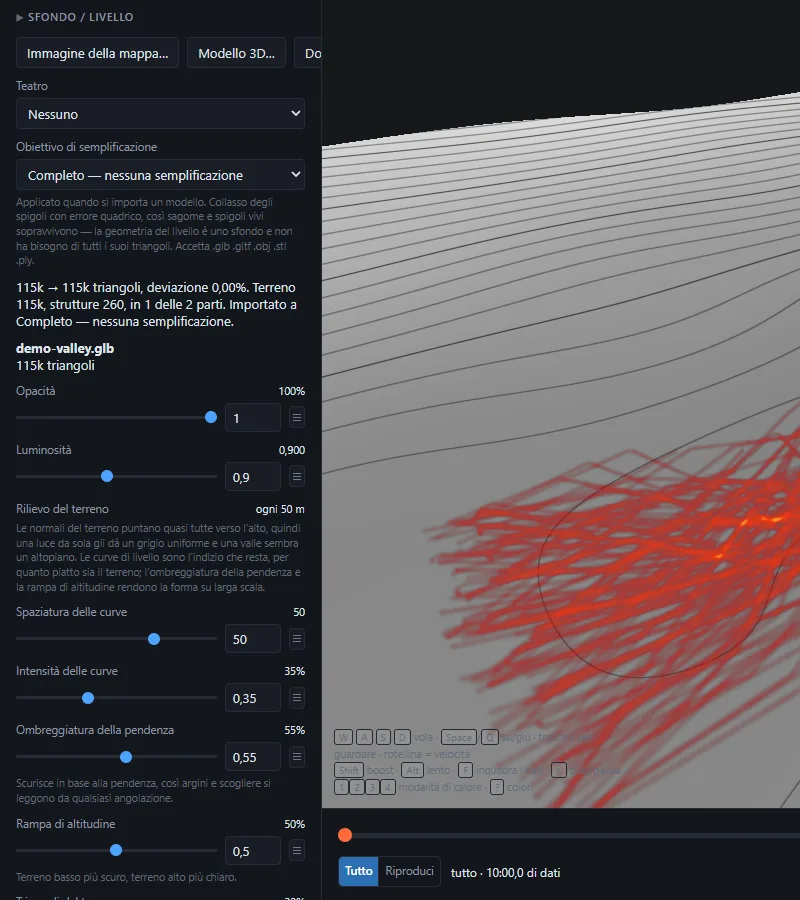 ▶ SFONDO / LIVELLO
Immagine della mappa... Modello 3D... Do
Teatro
Nessuno
Obiettivo di semplificazione
Completo — nessuna semplificazione
Applicato quando si importa un modello. Collasso degli
spigoli con errore quadrico, così sagome e spigoli vivi
sopravvivono — la geometria del livello è uno sfondo e non
ha bisogno di tutti i suoi triangoli. Accetta .glb .gltf .obj .stl
.ply.
115k → 115k triangoli, deviazione 0,00%. Terreno
115k, strutture 260, in 1 delle 2 parti. Importato a
Completo — nessuna semplificazione.
demo-valley.glb
115k triangoli
Opacità 100%
1
Luminosità 0,900
0,9
Rilievo del terreno ogni 50 m
Le normali del terreno puntano quasi tutte verso l'alto, quindi
una luce da sola gli dà un grigio uniforme e una valle sembra
un altopiano. Le curve di livello sono l'indizio che resta, per
quanto piatto sia il terreno; l'ombreggiatura della pendenza e
la rampa di altitudine rendono la forma su larga scala.
Spaziatura delle curve 50
50
Intensità delle curve 35%
0,35
Ombreggiatura della pendenza 55%
0,55
Scurisce in base alla pendenza, così argini e scogliere si
leggono da qualsiasi angolazione.
Rampa di altitudine 50%
0,5
Terreno basso più scuro, terreno alto più chiaro.
W A S D vola · Space Q su/giù ·
guardare · rotellina = velocità
Shift boost · Alt lento · F inquadra
1 2 3 4 modalità di calore · ? colori
Tutto Riproduci tutto · 10:00,0 di dati